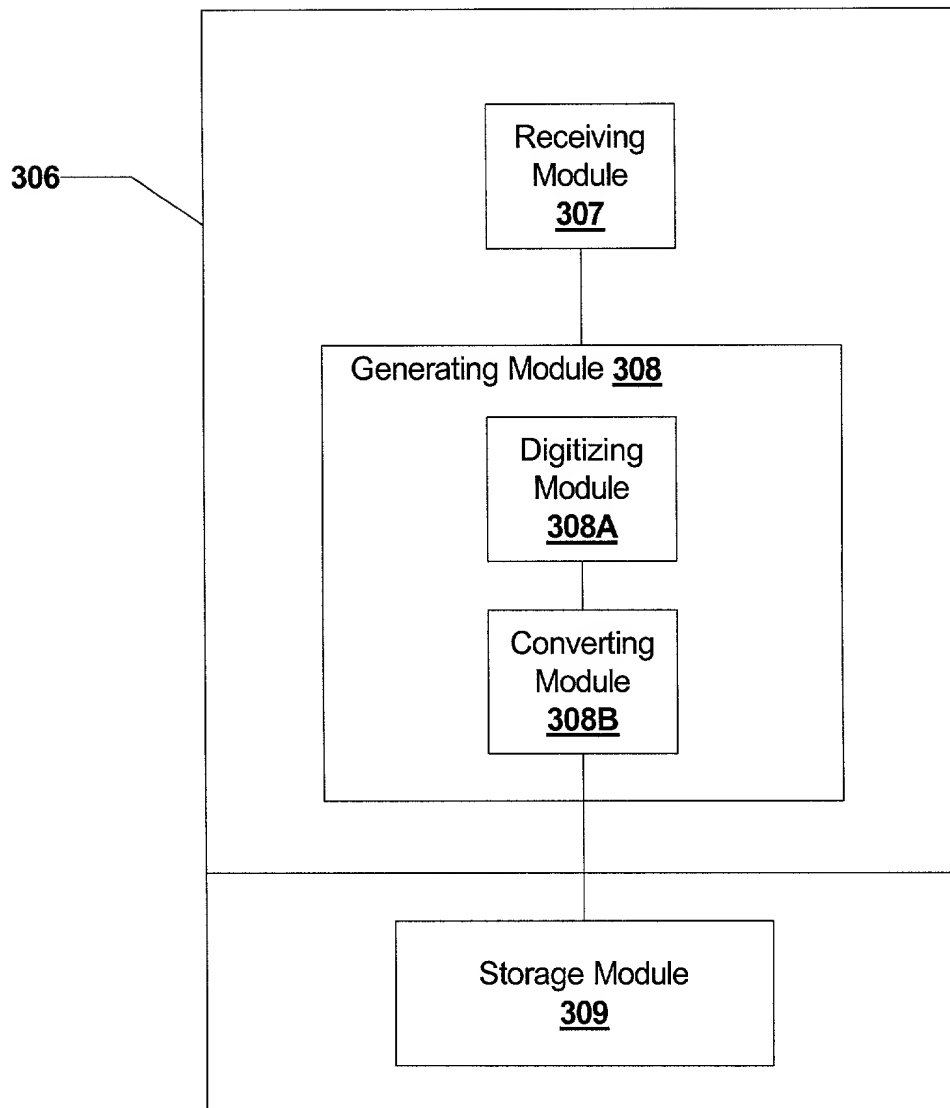 306
Receiving
Module
307
Generating Module 308
Digitizing
Module
308A
Converting
Module
308B
Storage Module
309